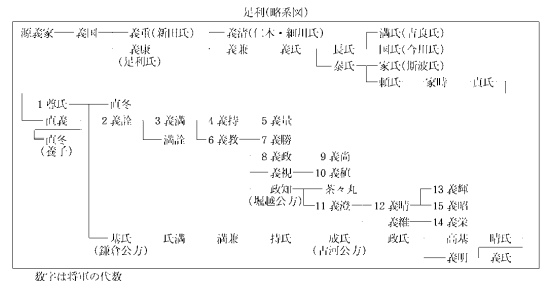 足利(略系図)
源義家 義国 義重(新田氏) 義清(仁木・細川氏) 満氏(吉良氏)
義康 義兼 義氏 長氏 国氏(今川氏)
(足利氏) 泰氏 家氏(斯波氏)
頼氏 家時 貞氏
1 尊氏 直冬
直義 2 義詮 3 義満 4 義持 5 義量
直冬 満詮 6 義教 7 義勝
(養子)
8 義政 9 義尚
義視 10 義稙
政知 茶々丸 13 義輝
(堀越公方) 11 義澄 12 義晴 15 義昭
義維 14 義栄
基氏 氏満 満兼 持氏 成氏 政氏 高基 晴氏
(鎌倉公方) (古河公方) 義明 義氏
数字は将軍の代数